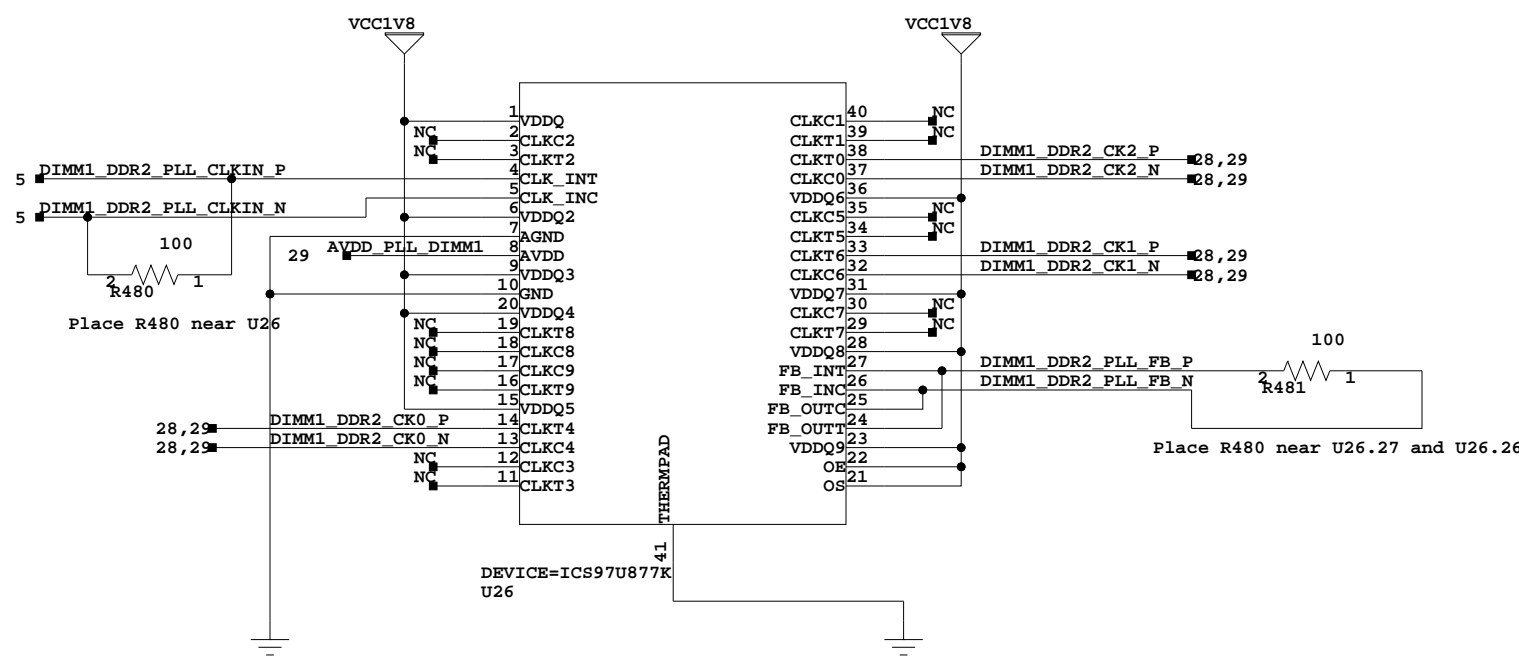 VCC1V8 VCC1V8
1 VDDQ CLKC1 40 NC
NC 2 CLKC2 CLKT1 39 NC
NC 3 CLKT2 CLKT0 38 DIMM1_DDR2_CK2_P 28,29
5 DIMM1_DDR2_PLL_CLKIN_P 4 CLK_INT CLKC0 37 DIMM1_DDR2_CK2_N 28,29
5 CLK_INC VDDQ6 36
5 DIMM1_DDR2_PLL_CLKIN_N 6 VDDQ2 CLKC5 35 NC
7 AGND CLKT5 34 NC
100
29 AVDD_PLL_DIMM1 8 AVDD CLKT6 33 DIMM1_DDR2_CK1_P 28,29
9 VDDQ3 CLKC6 32 DIMM1_DDR2_CK1_N 28,29
2 R480 1
10 GND VDDQ7 31
20 VDDQ4 CLKC7 30 NC
Place R480 near U26
NC 19 CLKT8 CLKT7 29 NC
NC 18 CLKC8 VDDQ8 28
100
NC 17 CLKC9 FB_INT 27 DIMM1_DDR2_PLL_FB_P
NC 16 CLKT9 FB_INC 26 DIMM1_DDR2_PLL_FB_N
2 R481 1
15 VDDQ5 FB_OUTC 25
28,29 DIMM1_DDR2_CK0_P 14 CLKT4 FB_OUTT 24
28,29 DIMM1_DDR2_CK0_N 13 CLKC4 VDDQ9 23
Place R480 near U26.27 and U26.26
NC 12 CLKC3 OE 22
NC 11 CLKT3 OS 21
THERMPAD
41
DEVICE=ICS97U877K
U26